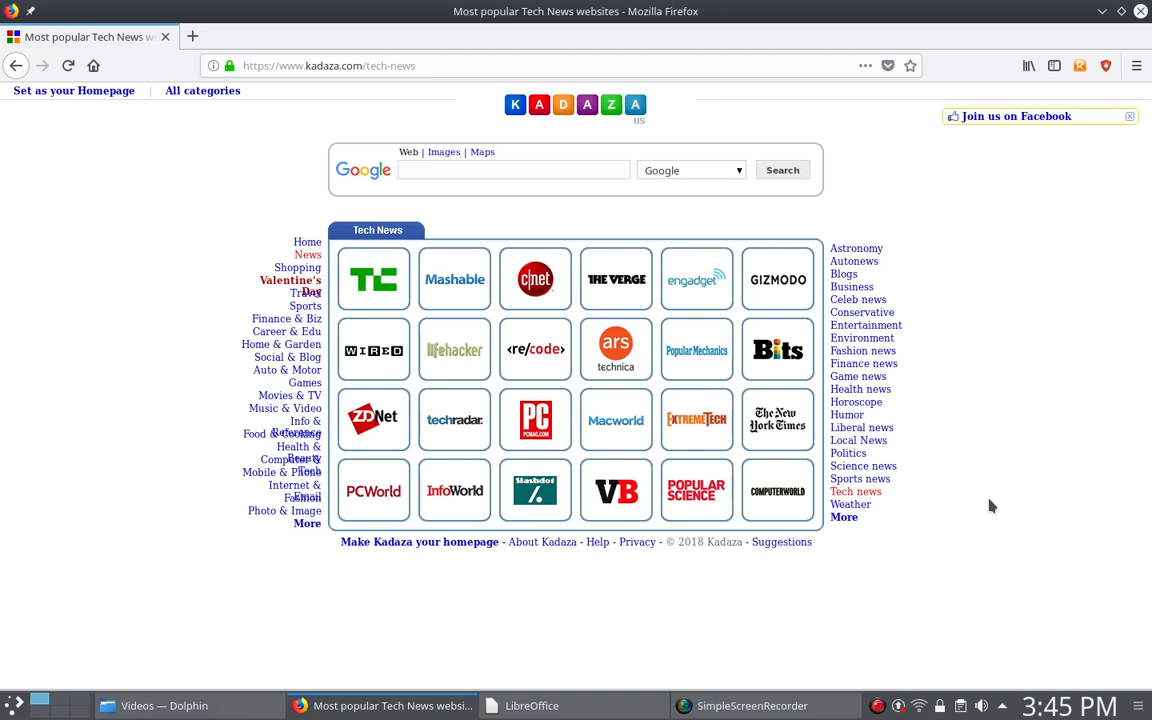 Most popular Tech News websites - Mozilla Firefox
Most popular Tech News w
https://www.kadaza.com/tech-news
Set as your Homepage | All categories
KADAZA
US
Join us on Facebook
Web | Images | Maps
Google
Google
Search
Tech News
Home
News
Shopping
Valentine's
Day
Travel
Sports
Finance & Biz
Career & Edu
Home & Garden
Social & Blog
Auto & Motor
Games
Movies & TV
Music & Video
Info &
Reference
Food & Cooking
Health &
Beauty
Computer &
Tech
Mobile & Phone
Internet &
Email
Fashion
Photo & Image
More
TC
Mashable
c|net
THE VERGE
engadget
GIZMODO
WIRED
lifehacker
<re/code>
ars
technica
Popular Mechanics
Bits
ZDNet
techradar.
PC
PCMAG.COM
Macworld
EXTREMETECH
The New
York Times
PCWorld
InfoWorld
Slashdot
/.
VB
POPULAR
SCIENCE
COMPUTERWORLD
Astronomy
Autonews
Blogs
Business
Celeb news
Conservative
Entertainment
Environment
Fashion news
Finance news
Game news
Health news
Horoscope
Humor
Liberal news
Local News
Politics
Science news
Sports news
Tech news
Weather
More
Make Kadaza your homepage - About Kadaza - Help - Privacy - © 2018 Kadaza - Suggestions
Videos — Dolphin
Most popular Tech News websi...
LibreOffice
SimpleScreenRecorder
3:45 PM